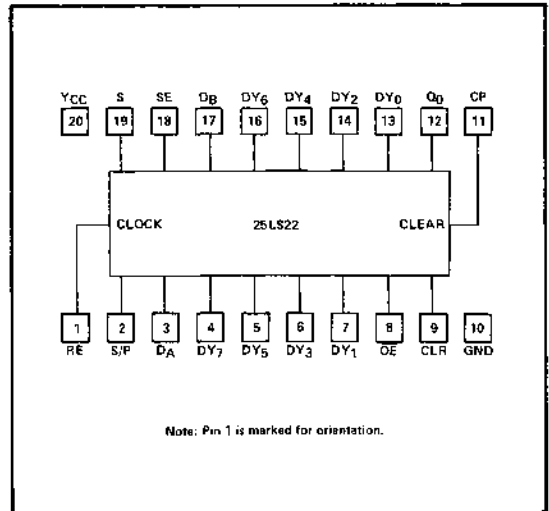 YCC S SE DB DY6 DY4 DY2 DY0 Q0 CP
20 19 18 17 16 15 14 13 12 11
CLOCK 25LS22 CLEAR
1 2 3 4 5 6 7 8 9 10
RE S/P DA DY7 DY5 DY3 DY1 OE CLR GND
Note: Pin 1 is marked for orientation.